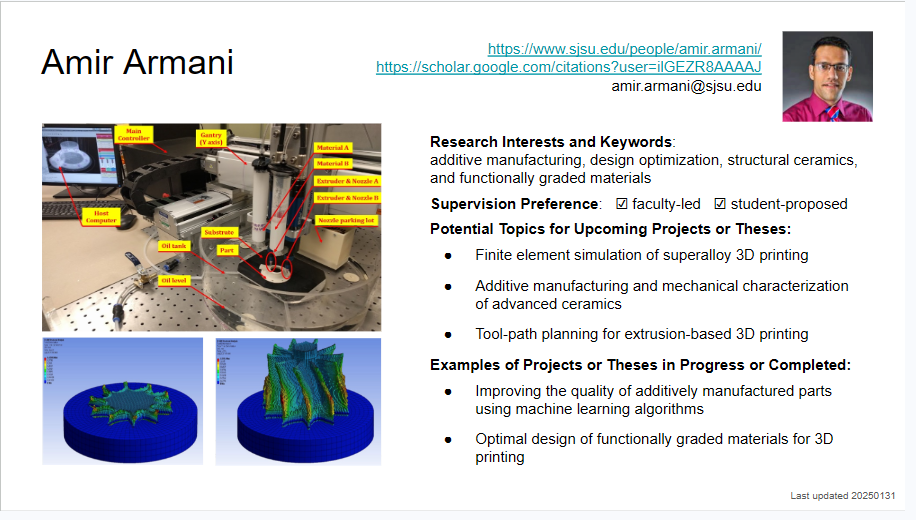 Amir Armani
https://www.sjsu.edu/people/amir.armani/
https://scholar.google.com/citations?user=iIGEZR8AAAAJ
amir.armani@sjsu.edu
Main
Controller
Gantry
(Y axis)
Material A
Material B
Extruder & Nozzle A
Extruder & Nozzle B
Nozzle parking lot
Host
Computer
Substrate
Oil tank
Part
Oil level
Research Interests and Keywords:
additive manufacturing, design optimization, structural ceramics,
and functionally graded materials
Supervision Preference: ☑ faculty-led ☑ student-proposed
Potential Topics for Upcoming Projects or Theses:
● Finite element simulation of superalloy 3D printing
● Additive manufacturing and mechanical characterization
of advanced ceramics
● Tool-path planning for extrusion-based 3D printing
Examples of Projects or Theses in Progress or Completed:
● Improving the quality of additively manufactured parts
using machine learning algorithms
● Optimal design of functionally graded materials for 3D
printing
Last updated 20250131